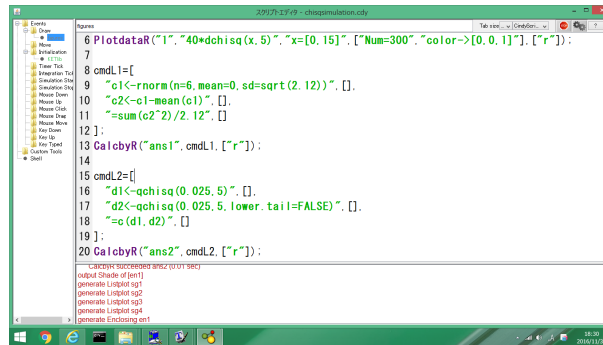 スクリプトエディタ - chisqsimulation.cdy
Events
Draw
Move
Initialization
Timer Tick
Integration Tick
Simulation Star
Simulation Stop
Mouse Down
Mouse Up
Mouse Click
Mouse Drag
Mouse Move
Key Down
Key Up
Key Typed
Custom Tools
Shell
figures
Tab size
CindyScri...
6 PlotdataR("1","40*dchisq(x,5)","x=[0,15]",["Num=300","color->[0,0,1]"],["r"]);
7
8 cmdL1=[
9 "c1<-rnorm(n=6,mean=0,sd=sqrt(2.12))",[],
10 "c2<-c1-mean(c1)",[],
11 "=sum(c2^2)/2.12",[]
12 ];
13 CalcbyR("ans1",cmdL1,["r"]);
14
15 cmdL2=[
16 "d1<-qchisq(0.025,5)",[],
17 "d2<-qchisq(0.025,5,lower.tail=FALSE)",[],
18 "=c(d1,d2)",[]
19 ];
20 CalcbyR("ans2",cmdL2,["r"]);
CalcbyR succeeded ans2 (0.01 sec)
output Shade of [en1]
generate Listplot sg1
generate Listplot sg2
generate Listplot sg3
generate Listplot sg4
generate Enclosing en1
18:30